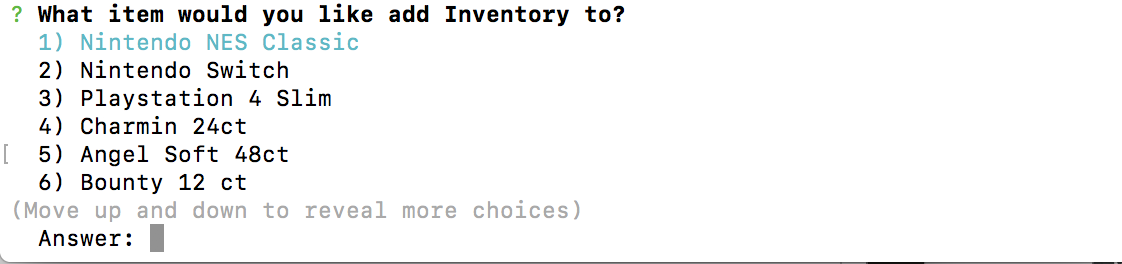 ? What item would you like add Inventory to?
1) Nintendo NES Classic
2) Nintendo Switch
3) Playstation 4 Slim
4) Charmin 24ct
[ 5) Angel Soft 48ct
6) Bounty 12 ct
(Move up and down to reveal more choices)
Answer: